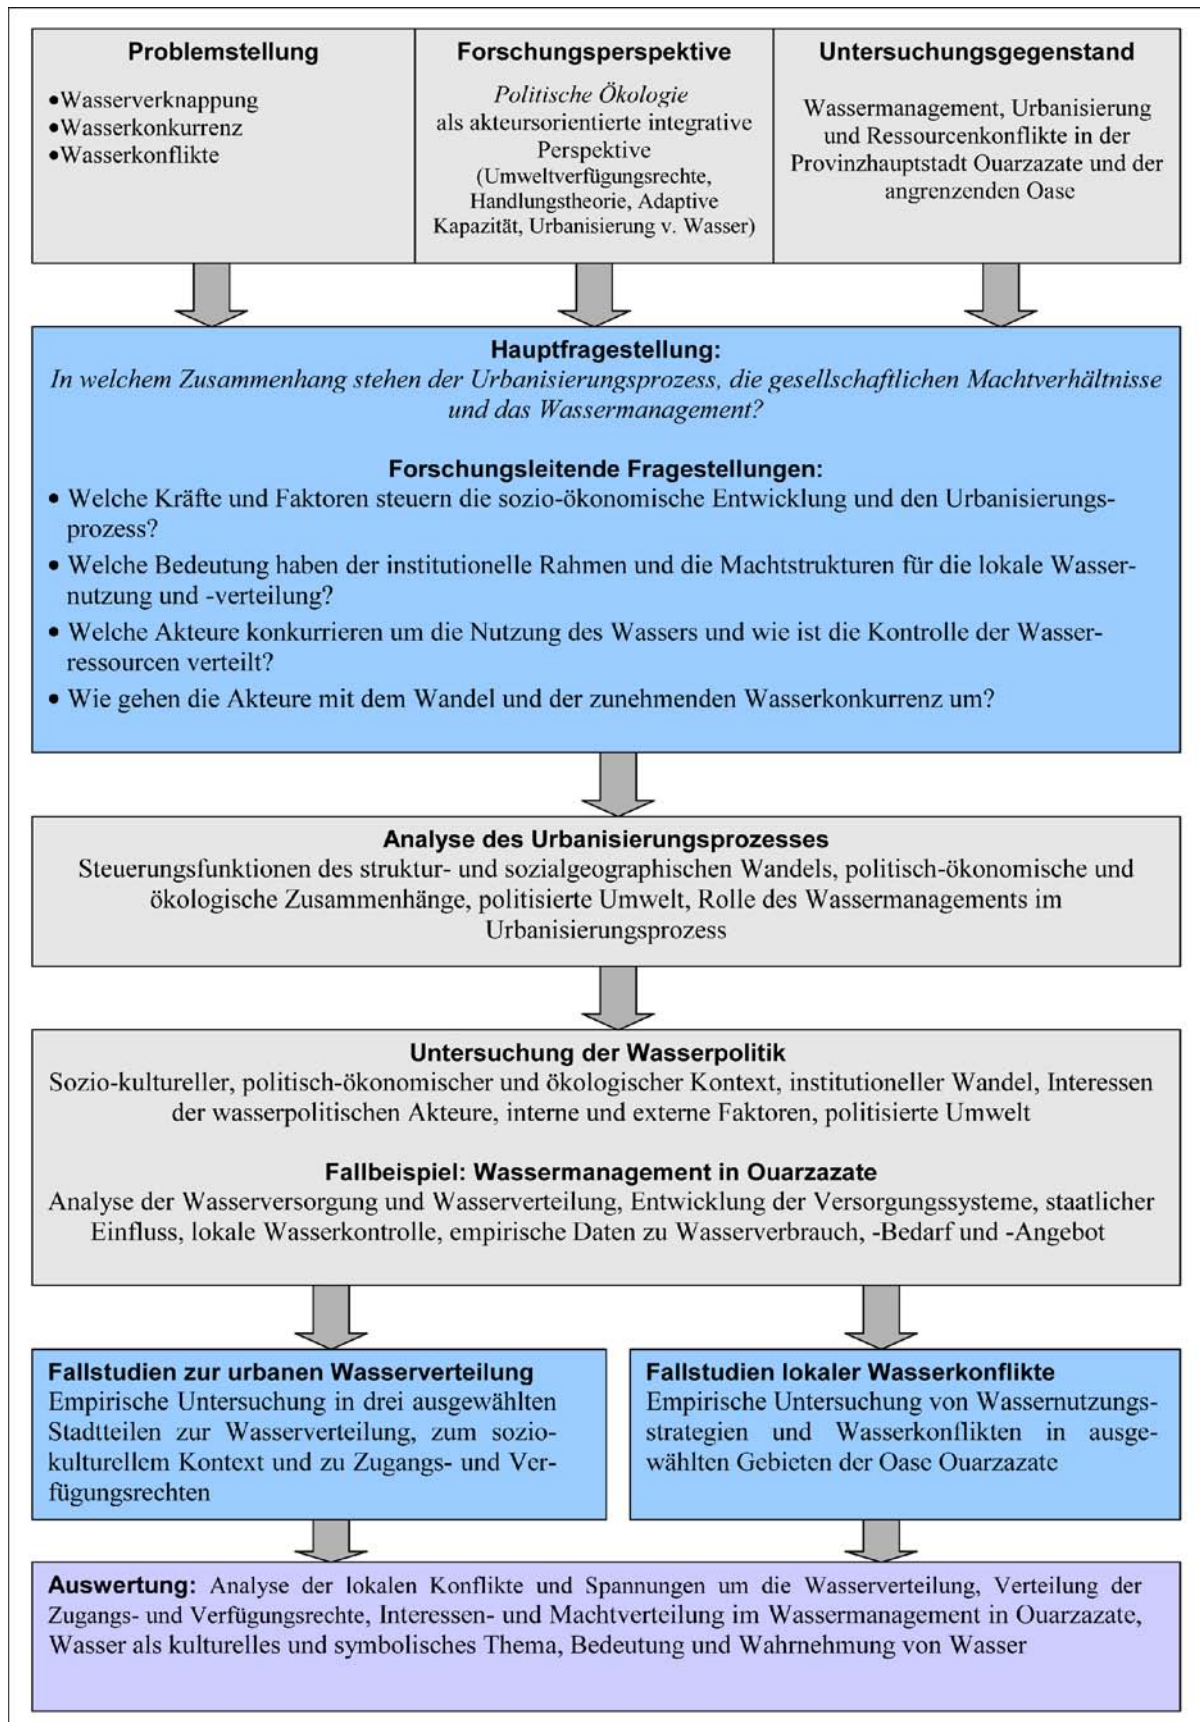 Problemstellung
•Wasserverknappung
•Wasserkonkurrenz
•Wasserkonflikte
Forschungsperspektive
Politische Ökologie
als akteursorientierte integrative
Perspektive
(Umweltverfügungsrechte,
Handlungstheorie, Adaptive
Kapazität, Urbanisierung v. Wasser)
Untersuchungsgegenstand
Wassermanagement, Urbanisierung
und Ressourcenkonflikte in der
Provinzhauptstadt Ouarzazate und der
angrenzenden Oase
Hauptfragestellung:
In welchem Zusammenhang stehen der Urbanisierungsprozess, die gesellschaftlichen Machtverhältnisse
und das Wassermanagement?
Forschungsleitende Fragestellungen:
• Welche Kräfte und Faktoren steuern die sozio-ökonomische Entwicklung und den Urbanisierungs-
prozess?
• Welche Bedeutung haben der institutionelle Rahmen und die Machtstrukturen für die lokale Wasser-
nutzung und -verteilung?
• Welche Akteure konkurrieren um die Nutzung des Wassers und wie ist die Kontrolle der Wasser-
ressourcen verteilt?
• Wie gehen die Akteure mit dem Wandel und der zunehmenden Wasserkonkurrenz um?
Analyse des Urbanisierungsprozesses
Steuerungsfunktionen des struktur- und sozialgeographischen Wandels, politisch-ökonomische und
ökologische Zusammenhänge, politisierte Umwelt, Rolle des Wassermanagements im
Urbanisierungsprozess
Untersuchung der Wasserpolitik
Sozio-kultureller, politisch-ökonomischer und ökologischer Kontext, institutioneller Wandel, Interessen
der wasserpolitischen Akteure, interne und externe Faktoren, politisierte Umwelt
Fallbeispiel: Wassermanagement in Ouarzazate
Analyse der Wasserversorgung und Wasserverteilung, Entwicklung der Versorgungssysteme, staatlicher
Einfluss, lokale Wasserkontrolle, empirische Daten zu Wasserverbrauch, -Bedarf und -Angebot
Fallstudien zur urbanen Wasserverteilung
Empirische Untersuchung in drei ausgewählten
Stadtteilen zur Wasserverteilung, zum sozio-
kulturellem Kontext und zu Zugangs- und Ver-
fügungsrechten
Fallstudien lokaler Wasserkonflikte
Empirische Untersuchung von Wassernutzungs-
strategien und Wasserkonflikten in ausge-
wählten Gebieten der Oase Ouarzazate
Auswertung: Analyse der lokalen Konflikte und Spannungen um die Wasserverteilung, Verteilung der
Zugangs- und Verfügungsrechte, Interessen- und Machtverteilung im Wassermanagement in Ouarzazate,
Wasser als kulturelles und symbolisches Thema, Bedeutung und Wahrnehmung von Wasser